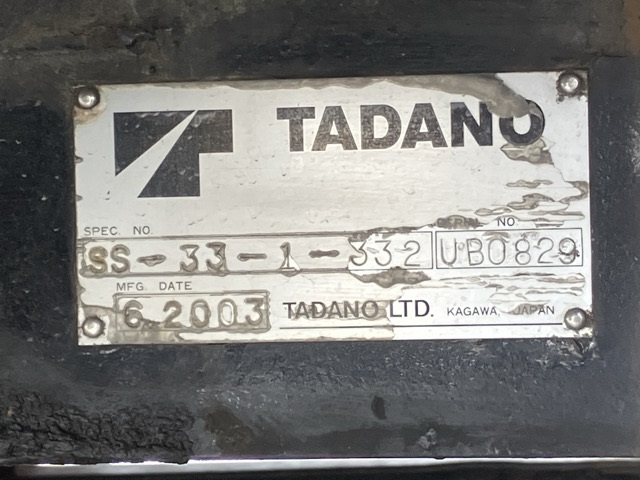 TADANO
SPEC. NO. NO.
SS-33-1-332 UB0829
MFG. DATE
6 2003 TADANO LTD. KAGAWA, JAPAN